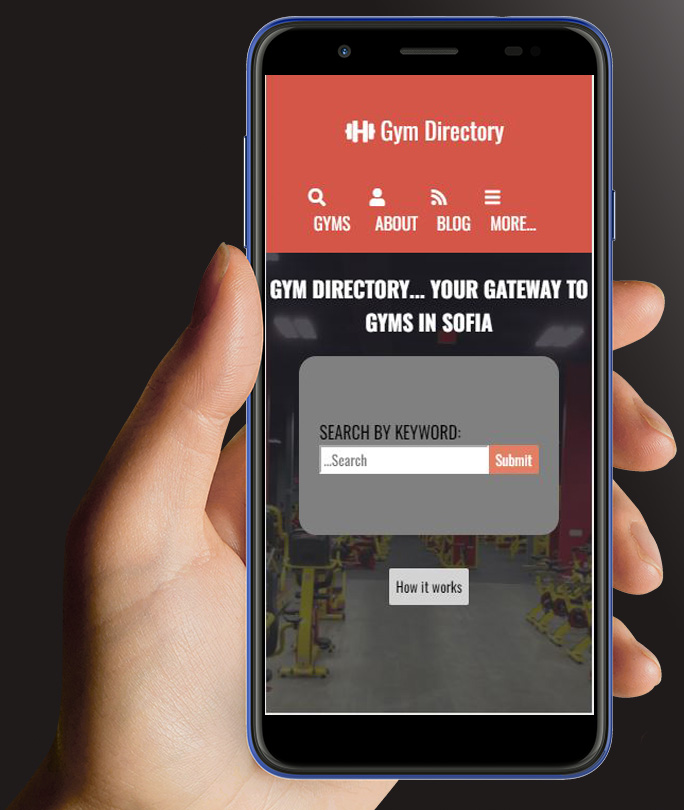 Gym Directory
GYMS ABOUT BLOG MORE...
GYM DIRECTORY... YOUR GATEWAY TO
GYMS IN SOFIA
SEARCH BY KEYWORD:
...Search Submit
How it works